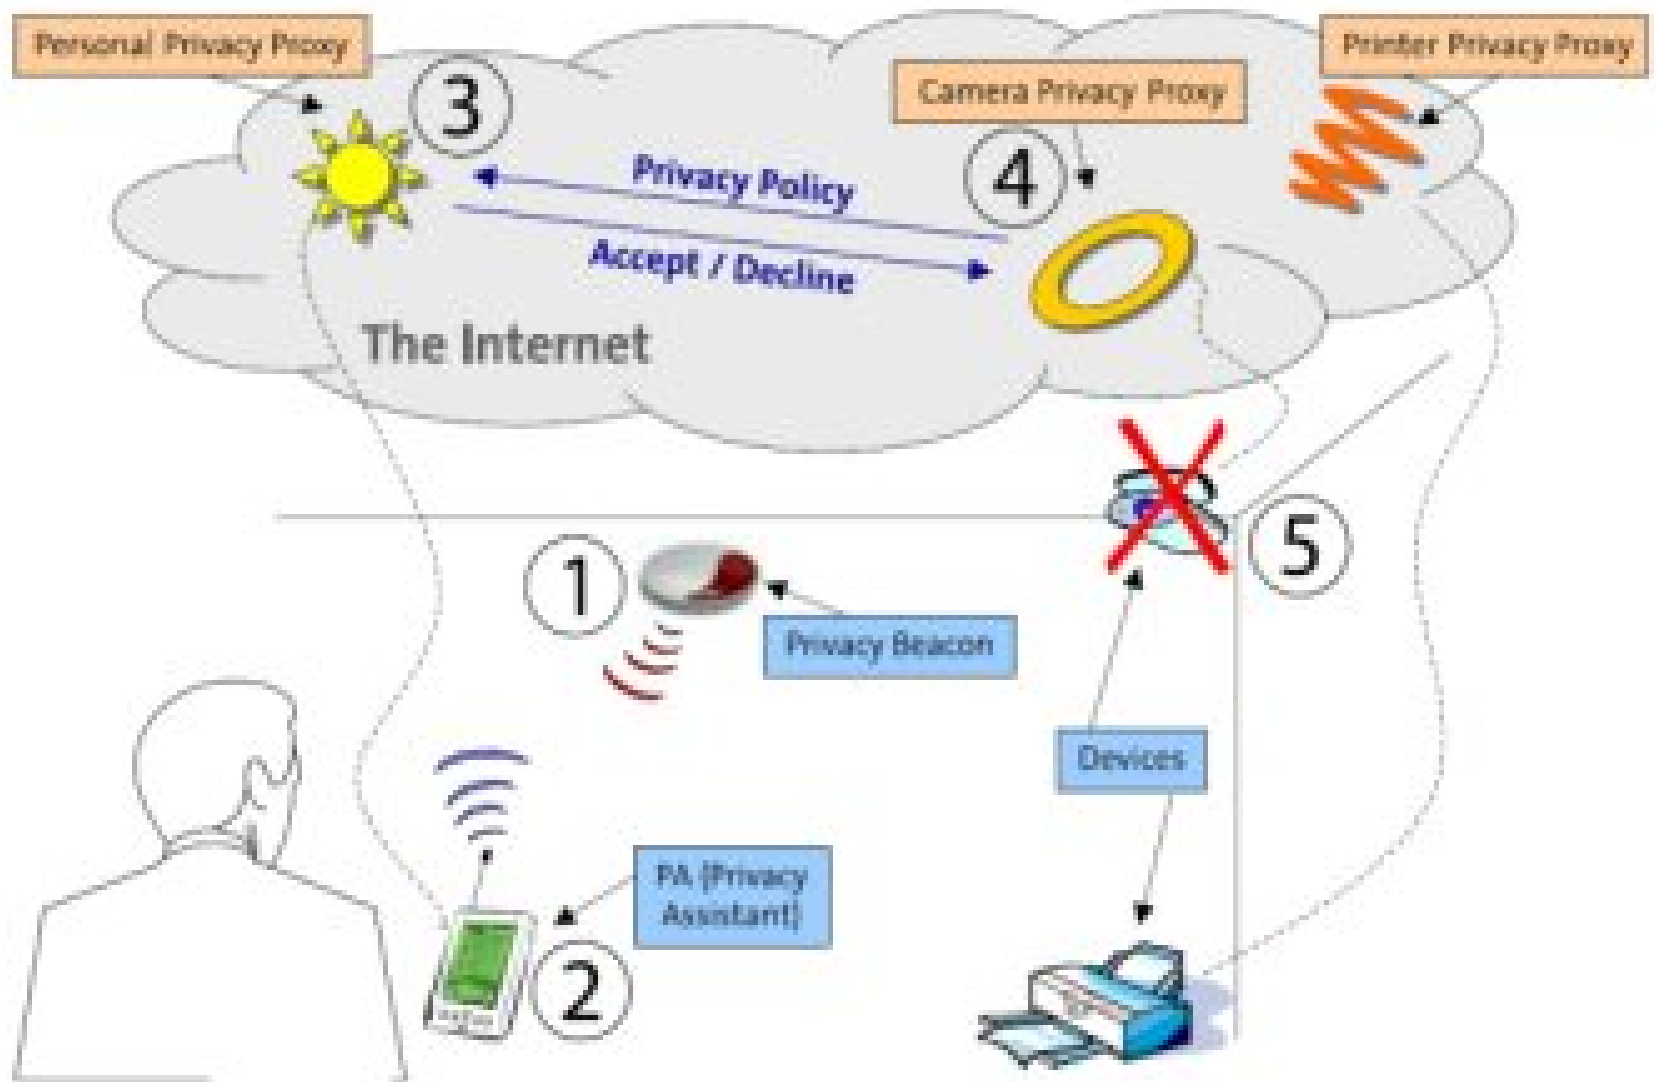 Personal Privacy Proxy
Printer Privacy Proxy
Camera Privacy Proxy
3
4
Privacy Policy
Accept / Decline
The Internet
1
5
Privacy Beacon
Devices
PA (Privacy
Assistant)
2